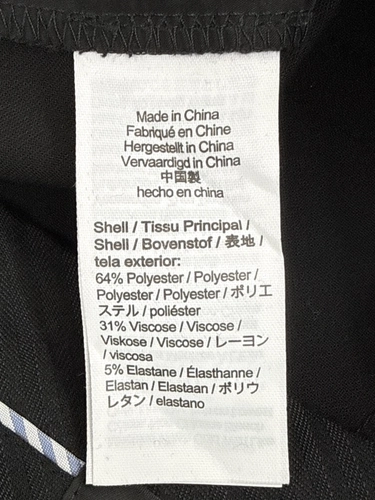 Made in China
Fabriqué en Chine
Hergestellt in China
Vervaardigd in China
中国製
hecho en china
Shell / Tissu Principal /
Shell / Bovenstof / 表地 /
tela exterior:
64% Polyester / Polyester /
Polyester / Polyester / ポリエ
ステル / poliéster
31% Viscose / Viscose /
Viskose / Viscose / レーヨン
/ viscosa
5% Elastane / Élasthanne /
Elastan / Elastaan / ポリウ
レタン / elastano